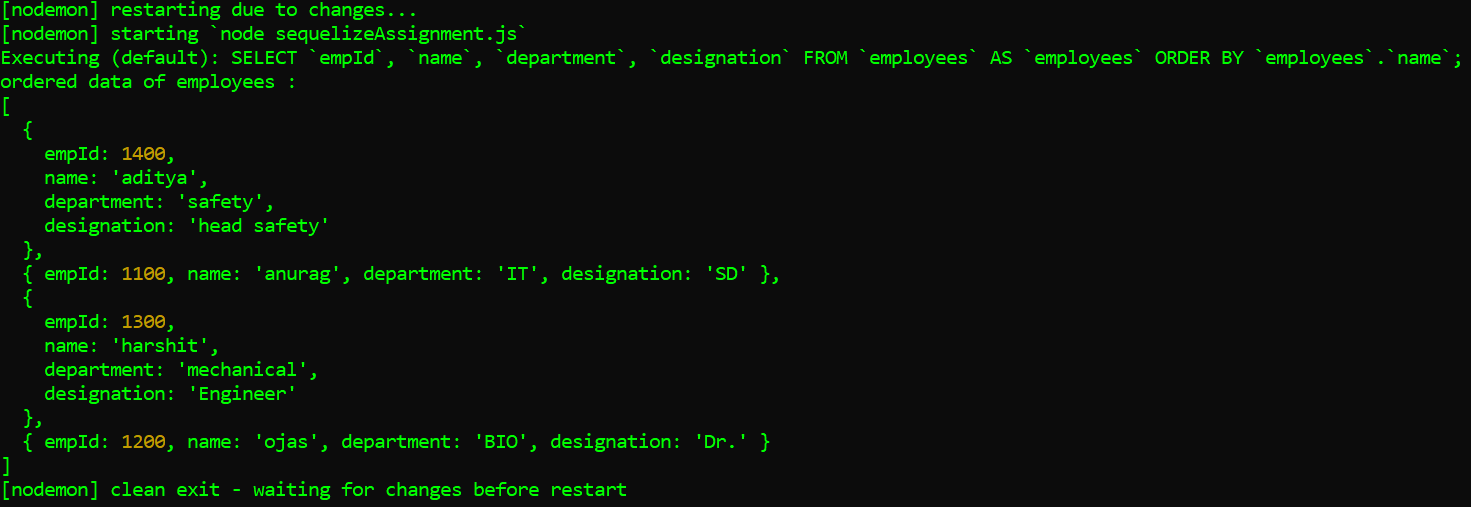 [nodemon] restarting due to changes...
[nodemon] starting `node sequelizeAssignment.js`
Executing (default): SELECT `empId`, `name`, `department`, `designation` FROM `employees` AS `employees` ORDER BY `employees`.`name`;
ordered data of employees :
[
  {
    empId: 1400,
    name: 'aditya',
    department: 'safety',
    designation: 'head safety'
  },
  { empId: 1100, name: 'anurag', department: 'IT', designation: 'SD' },
  {
    empId: 1300,
    name: 'harshit',
    department: 'mechanical',
    designation: 'Engineer'
  },
  { empId: 1200, name: 'ojas', department: 'BIO', designation: 'Dr.' }
]
[nodemon] clean exit - waiting for changes before restart